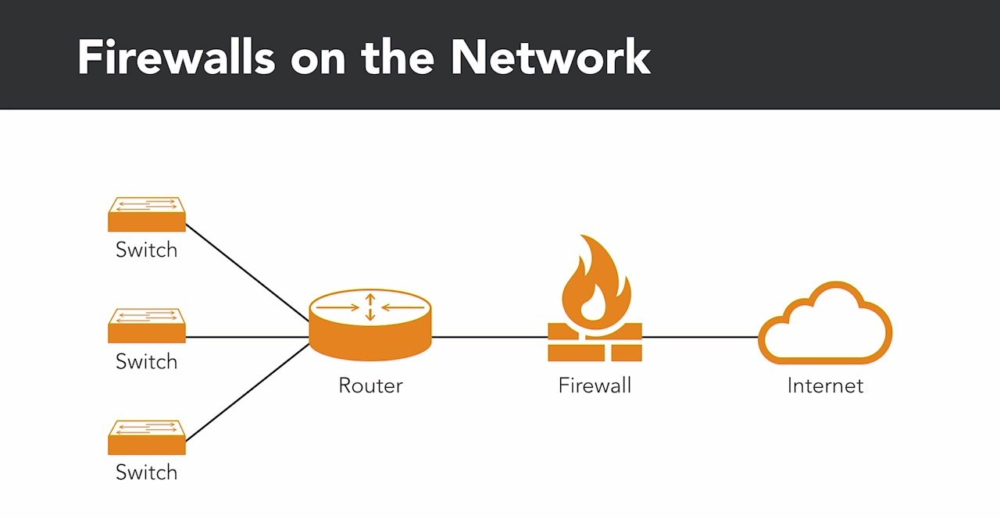 Firewalls on the Network
Switch
Switch
Router
Firewall
Internet
Switch